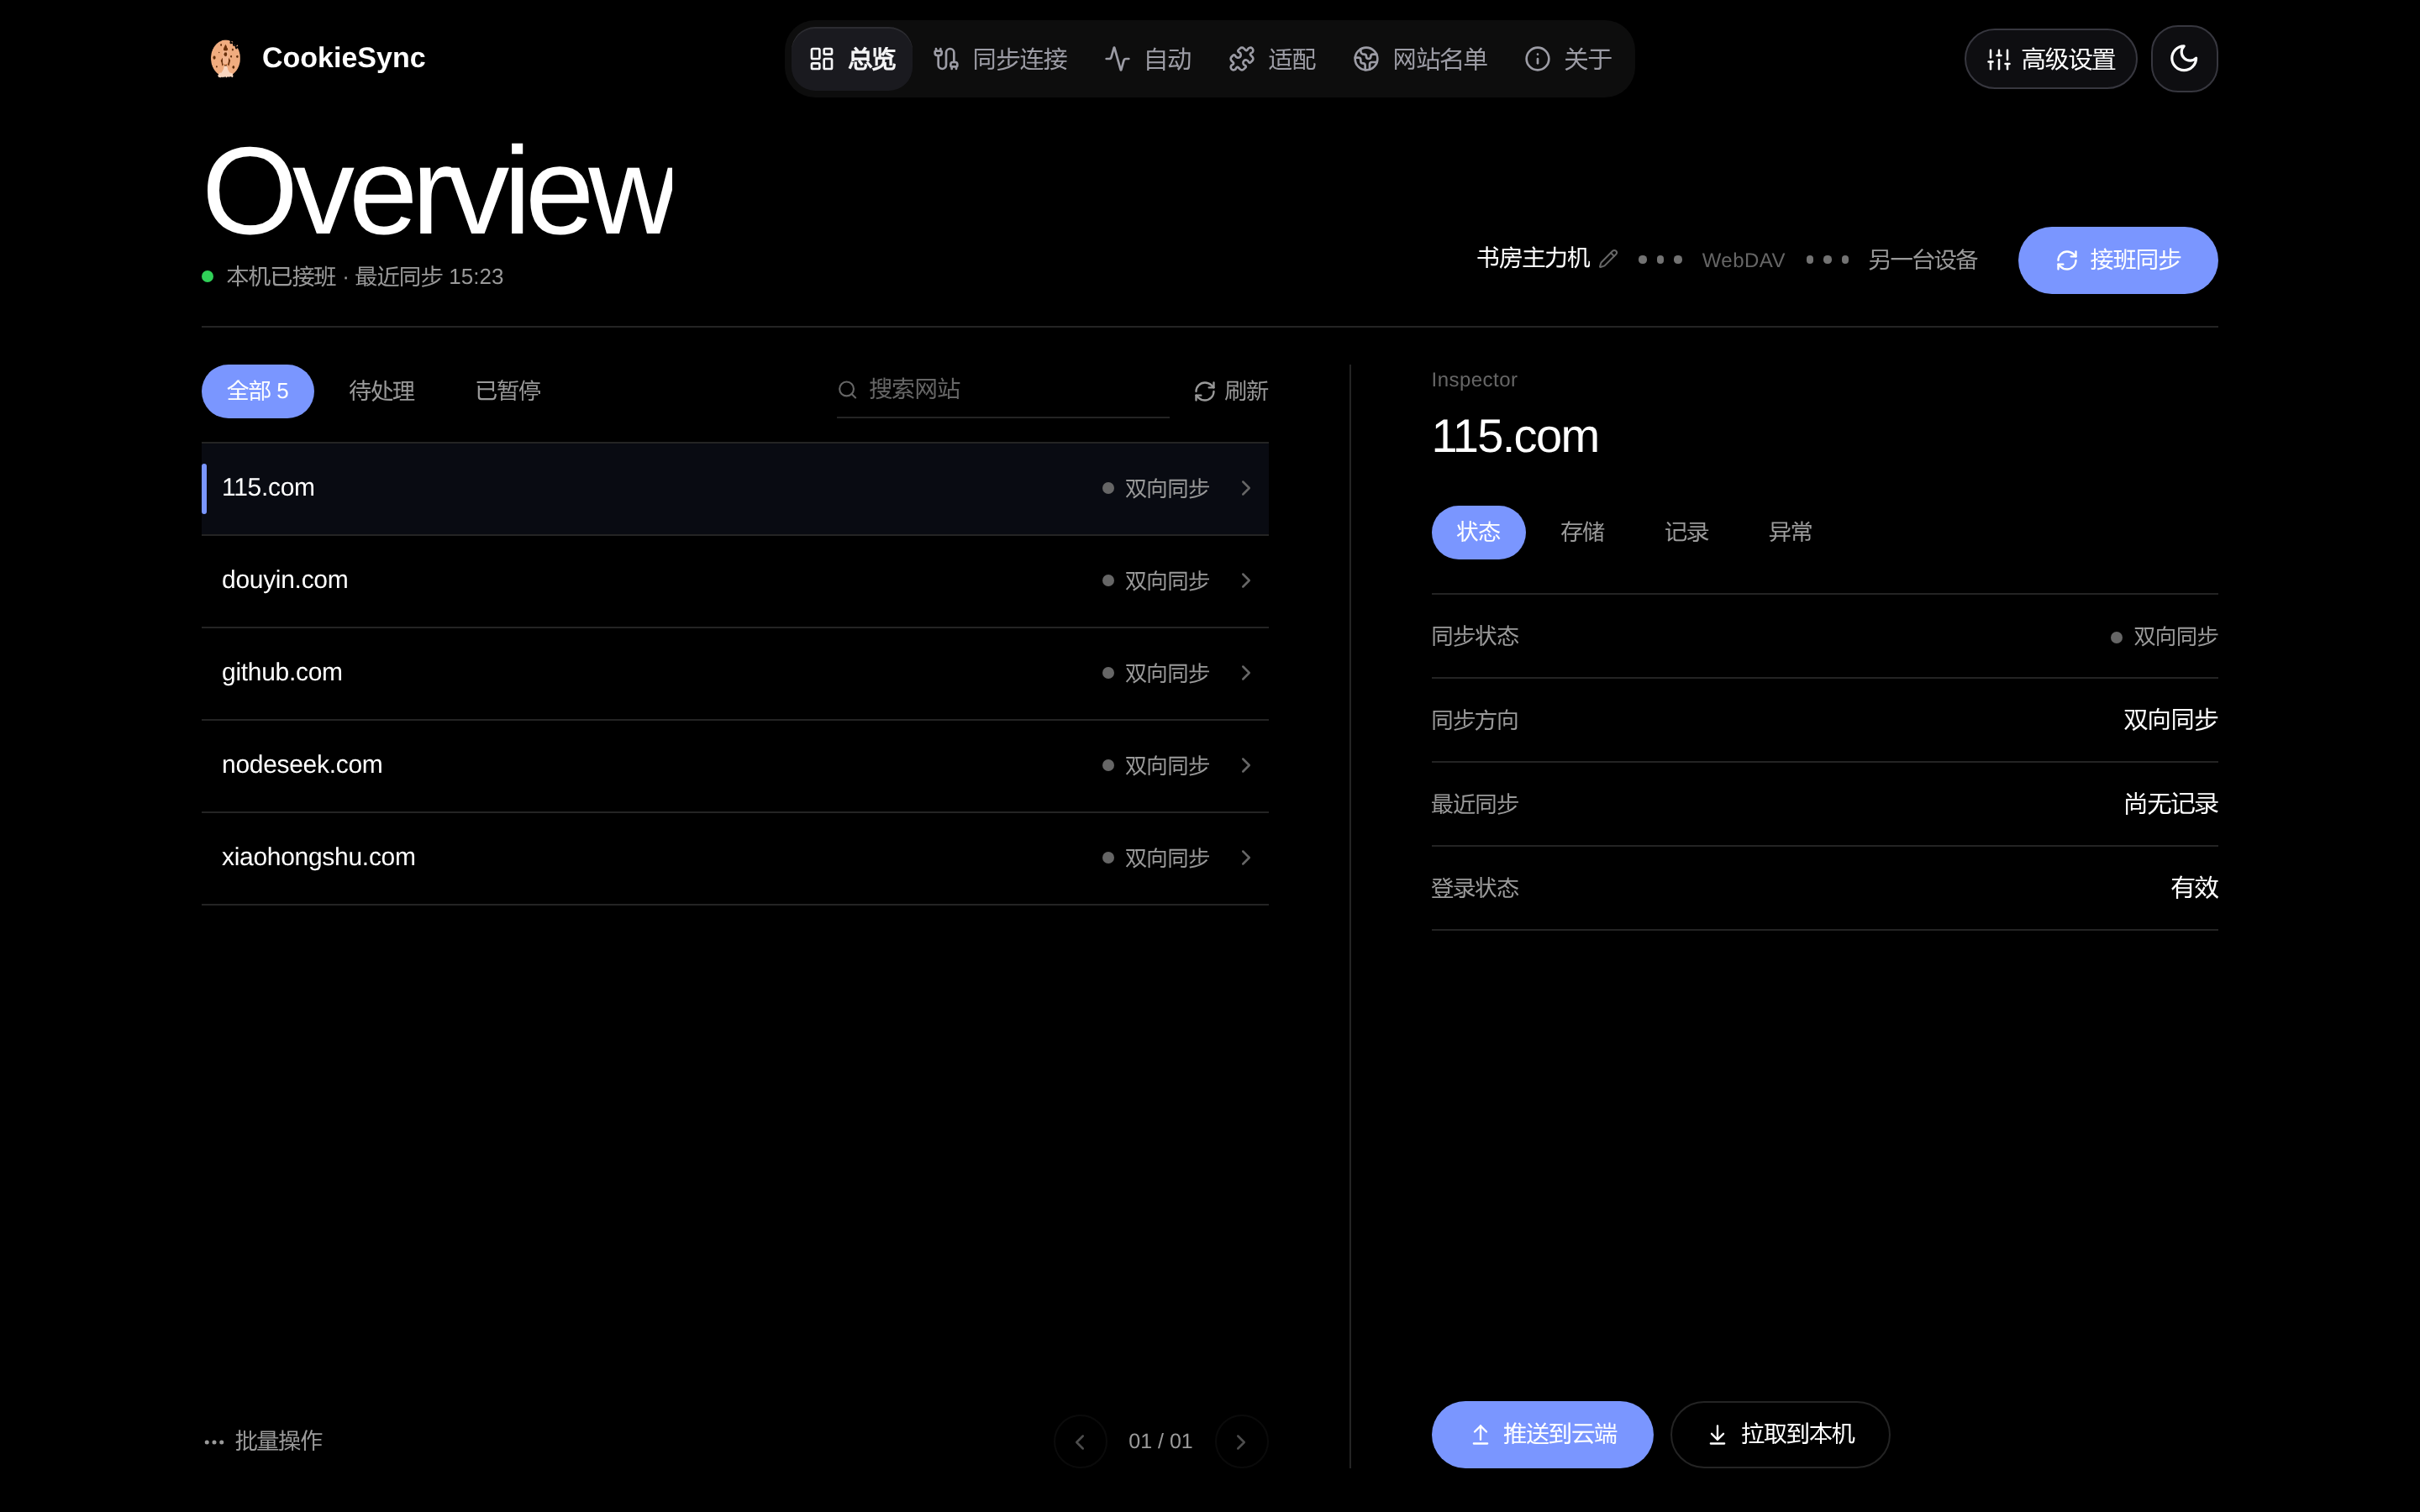 CookieSync
总览
同步连接
自动
适配
网站名单
关于
高级设置
Overview
本机已接班 · 最近同步 15:23
书房主力机
WebDAV
另一台设备
接班同步
全部 5
待处理
已暂停
搜索网站
刷新
115.com 双向同步
douyin.com 双向同步
github.com 双向同步
nodeseek.com 双向同步
xiaohongshu.com 双向同步
批量操作
01 / 01
Inspector
115.com
状态
存储
记录
异常
同步状态 双向同步
同步方向 双向同步
最近同步 尚无记录
登录状态 有效
推送到云端
拉取到本机